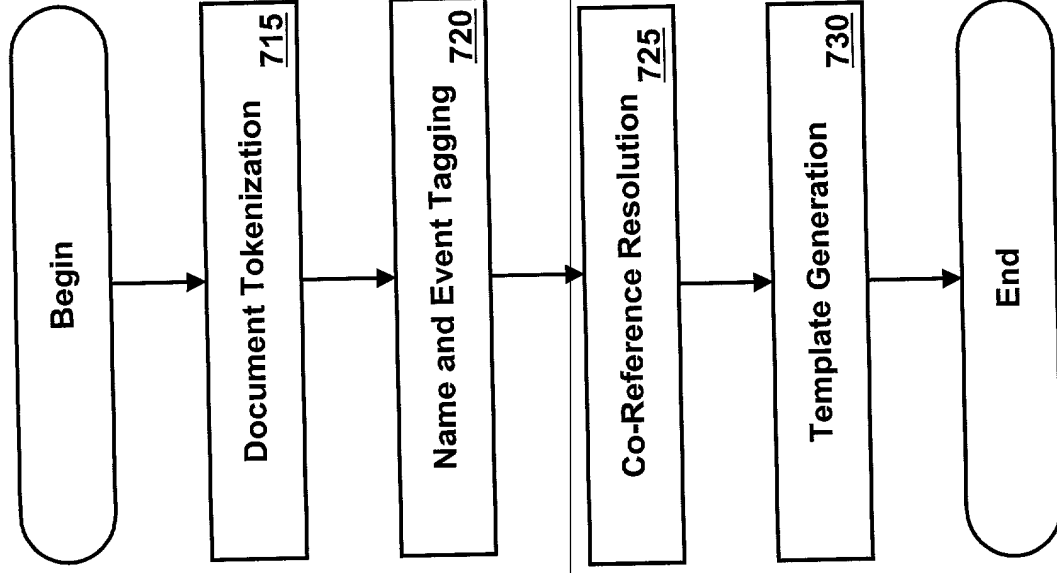 Begin
Document Tokenization
715
Name and Event Tagging
720
Co-Reference Resolution
725
Template Generation
730
End